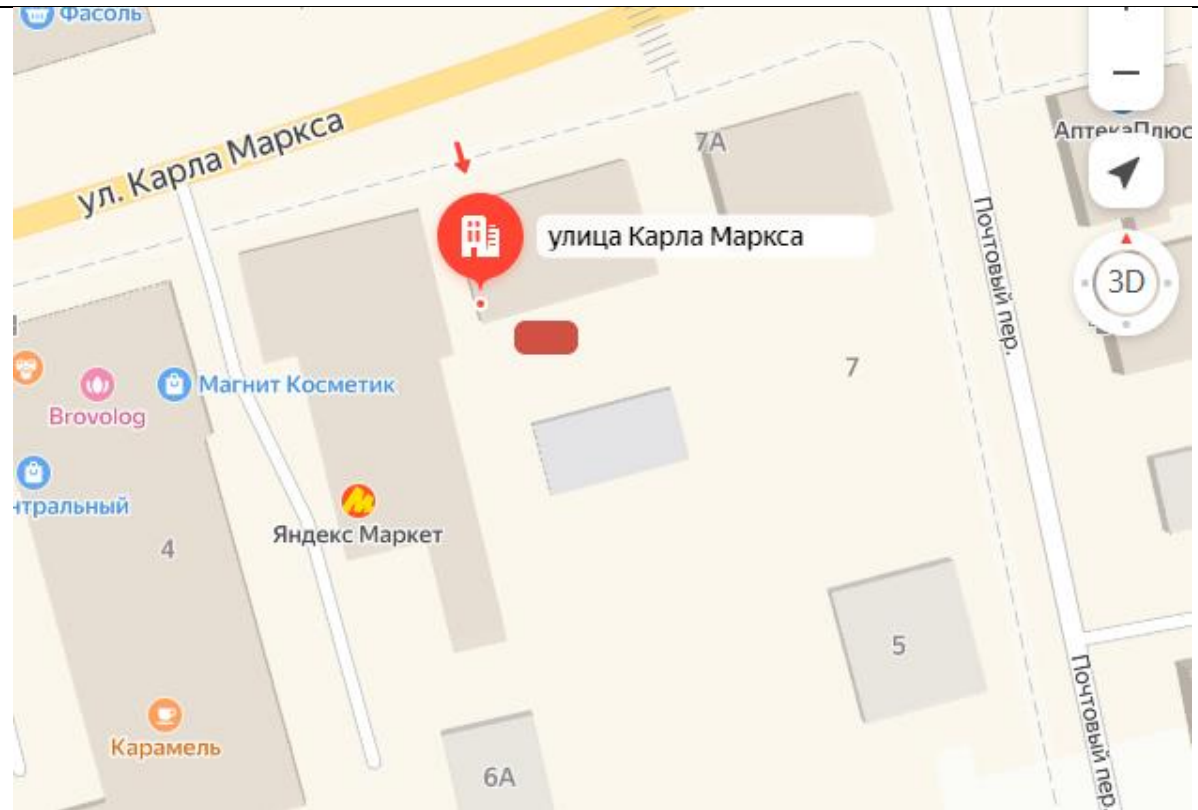 Фасоль
ул. Карла Маркса
7А
АптекаПлюс
улица Карла Маркса
Почтовый пер.
3D
7
Магнит Косметик
Brovolog
нтральный
Яндекс Маркет
4
5
Почтовый пер.
Карамель
6А